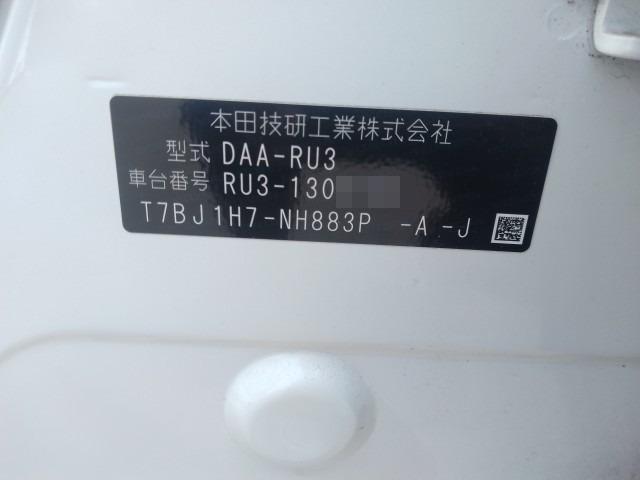 本田技研工業株式会社
型式 DAA-RU3
車台番号 RU3-130
T7BJ1H7-NH883P -A -J